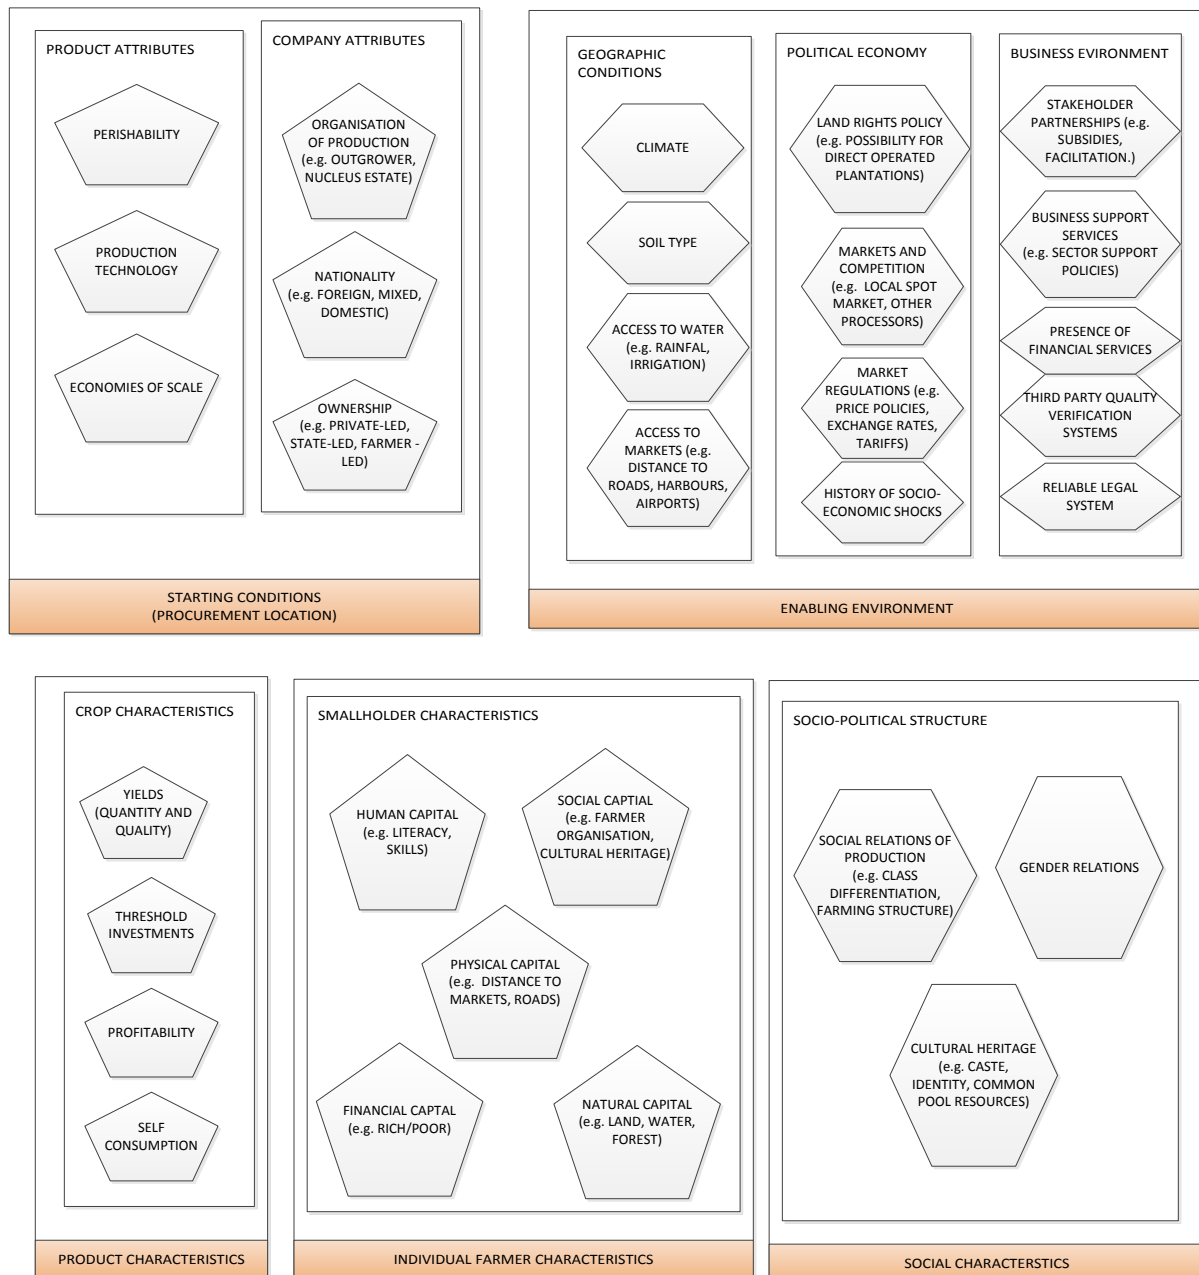 PRODUCT ATTRIBUTES
PERISHABILITY
PRODUCTION
TECHNOLOGY
ECONOMIES OF SCALE
COMPANY ATTRIBUTES
ORGANISATION
OF PRODUCTION
(e.g. OUTGROWER,
NUCLEUS ESTATE)
NATIONALITY
(e.g. FOREIGN, MIXED,
DOMESTIC)
OWNERSHIP
(e.g. PRIVATE-LED,
STATE-LED, FARMER -
LED)
STARTING CONDITIONS
(PROCUREMENT LOCATION)
GEOGRAPHIC
CONDITIONS
CLIMATE
SOIL TYPE
ACCESS TO WATER
(e.g. RAINFAL,
IRRIGATION)
ACCESS TO
MARKETS (e.g.
DISTANCE TO
ROADS, HARBOURS,
AIRPORTS)
POLITICAL ECONOMY
LAND RIGHTS POLICY
(e.g. POSSIBILITY FOR
DIRECT OPERATED
PLANTATIONS)
MARKETS AND
COMPETITION
(e.g. LOCAL SPOT
MARKET, OTHER
PROCESSORS)
MARKET
REGULATIONS (e.g.
PRICE POLICIES,
EXCHANGE RATES,
TARIFFS)
HISTORY OF SOCIO-
ECONOMIC SHOCKS
BUSINESS EVIRONMENT
STAKEHOLDER
PARTNERSHIPS (e.g.
SUBSIDIES,
FACILITATION.)
BUSINESS SUPPORT
SERVICES
(e.g. SECTOR SUPPORT
POLICIES)
PRESENCE OF
FINANCIAL SERVICES
THIRD PARTY QUALITY
VERIFICATION
SYSTEMS
RELIABLE LEGAL
SYSTEM
ENABLING ENVIRONMENT
CROP CHARACTERISTICS
YIELDS
(QUANTITY AND
QUALITY)
THRESHOLD
INVESTMENTS
PROFITABILITY
SELF
CONSUMPTION
PRODUCT CHARACTERISTICS
SMALLHOLDER CHARACTERISTICS
HUMAN CAPITAL
(e.g. LITERACY,
SKILLS)
SOCIAL CAPTIAL
(e.g. FARMER
ORGANISATION,
CULTURAL HERITAGE)
PHYSICAL CAPITAL
(e.g. DISTANCE TO
MARKETS, ROADS)
FINANCIAL CAPTAL
(e.g. RICH/POOR)
NATURAL CAPITAL
(e.g. LAND, WATER,
FOREST)
INDIVIDUAL FARMER CHARACTERISTICS
SOCIO-POLITICAL STRUCTURE
SOCIAL RELATIONS OF
PRODUCTION
(e.g. CLASS
DIFFERENTIATION,
FARMING STRUCTURE)
GENDER RELATIONS
CULTURAL HERITAGE
(e.g. CASTE,
IDENTITY, COMMON
POOL RESOURCES)
SOCIAL CHARACTERSTICS